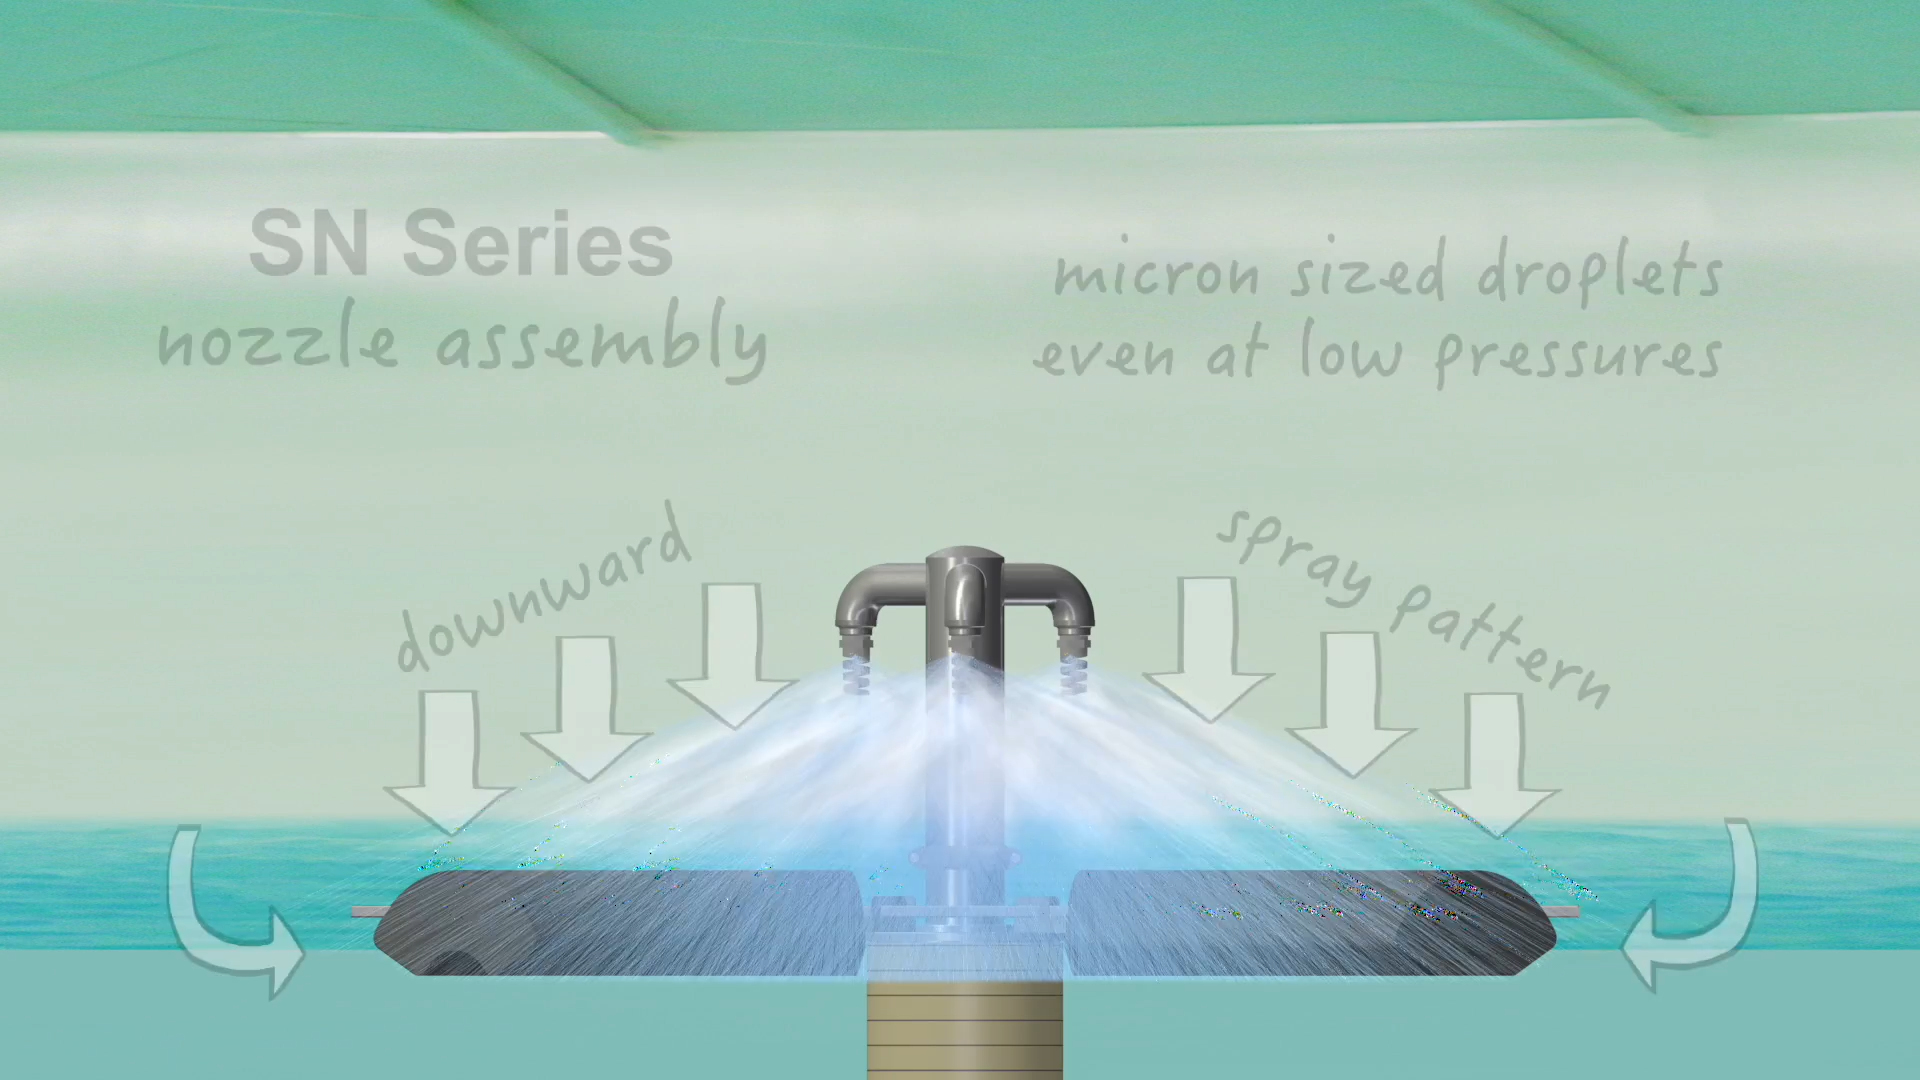 SN Series
nozzle assembly
micron sized droplets
even at low pressures
downward
spray pattern